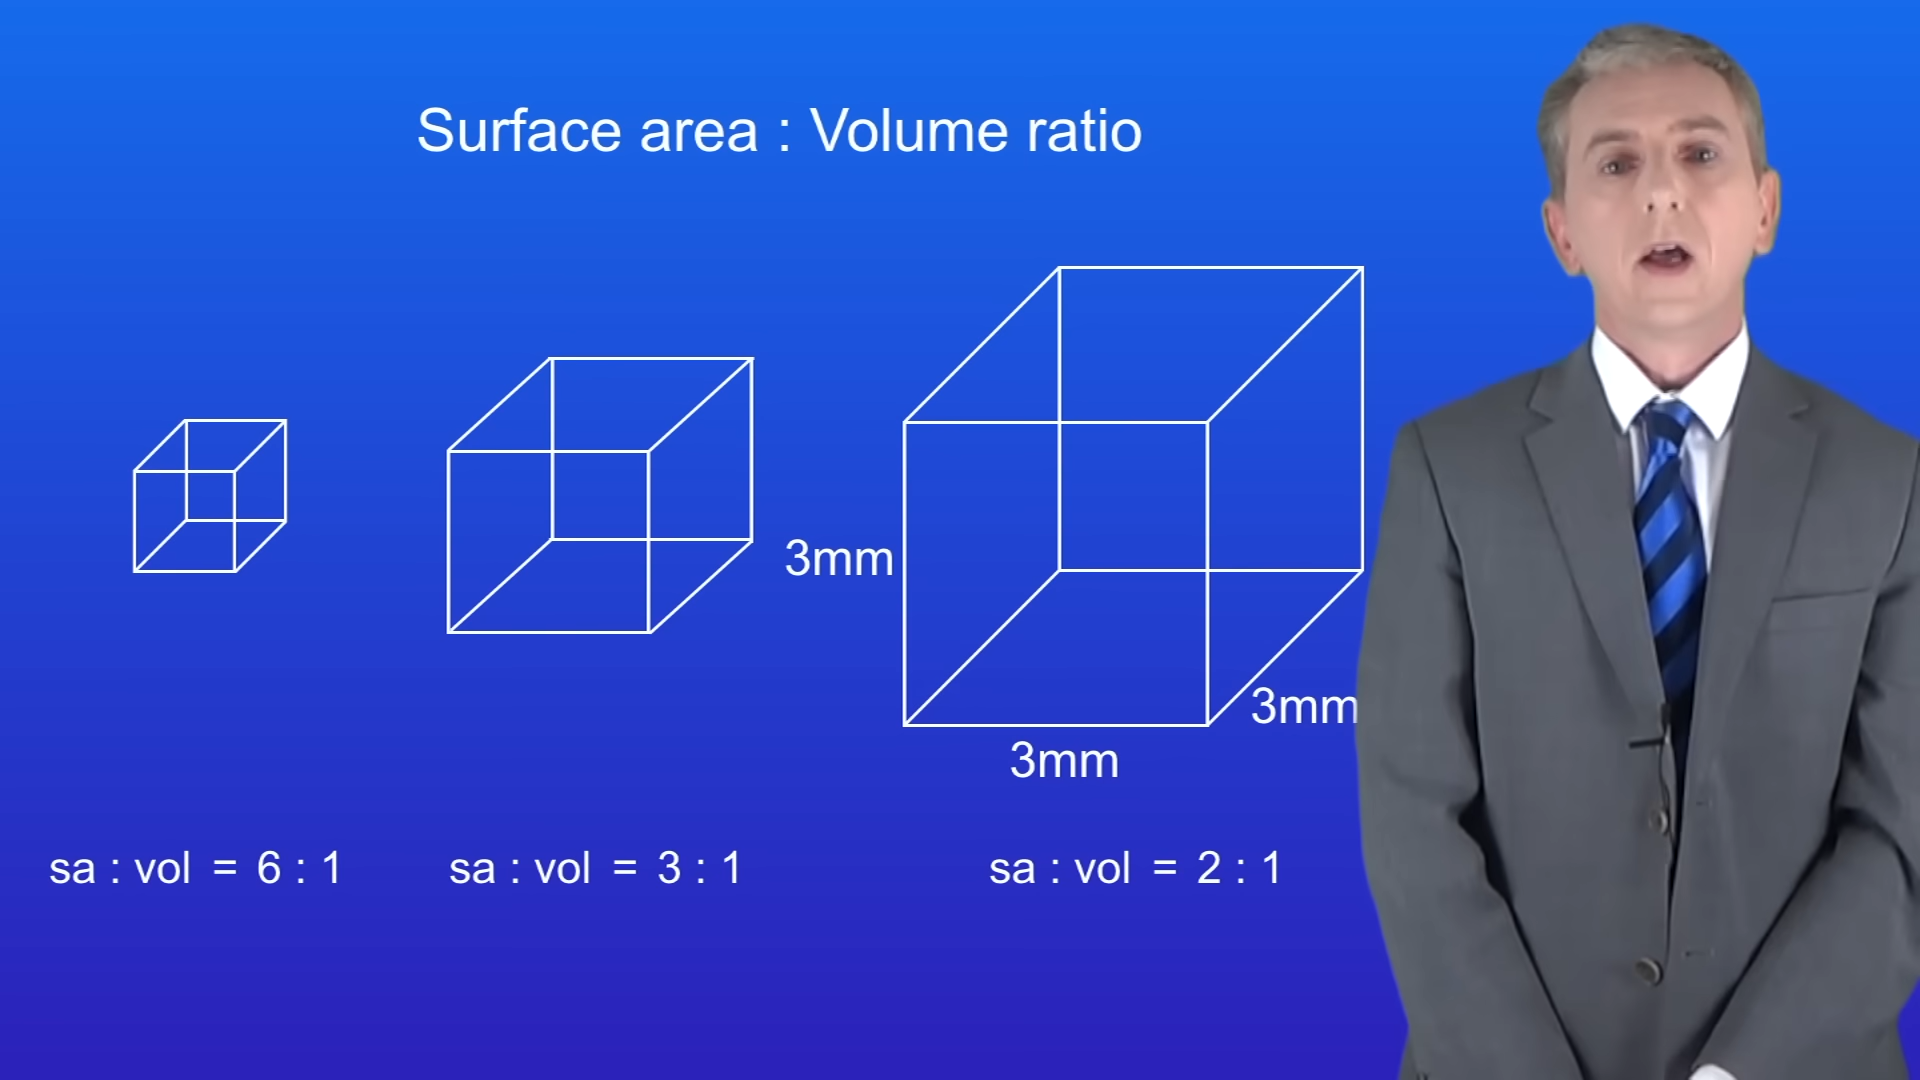 Surface area : Volume ratio
3mm
3mm
3mm
sa : vol = 6 : 1
sa : vol = 3 : 1
sa : vol = 2 : 1